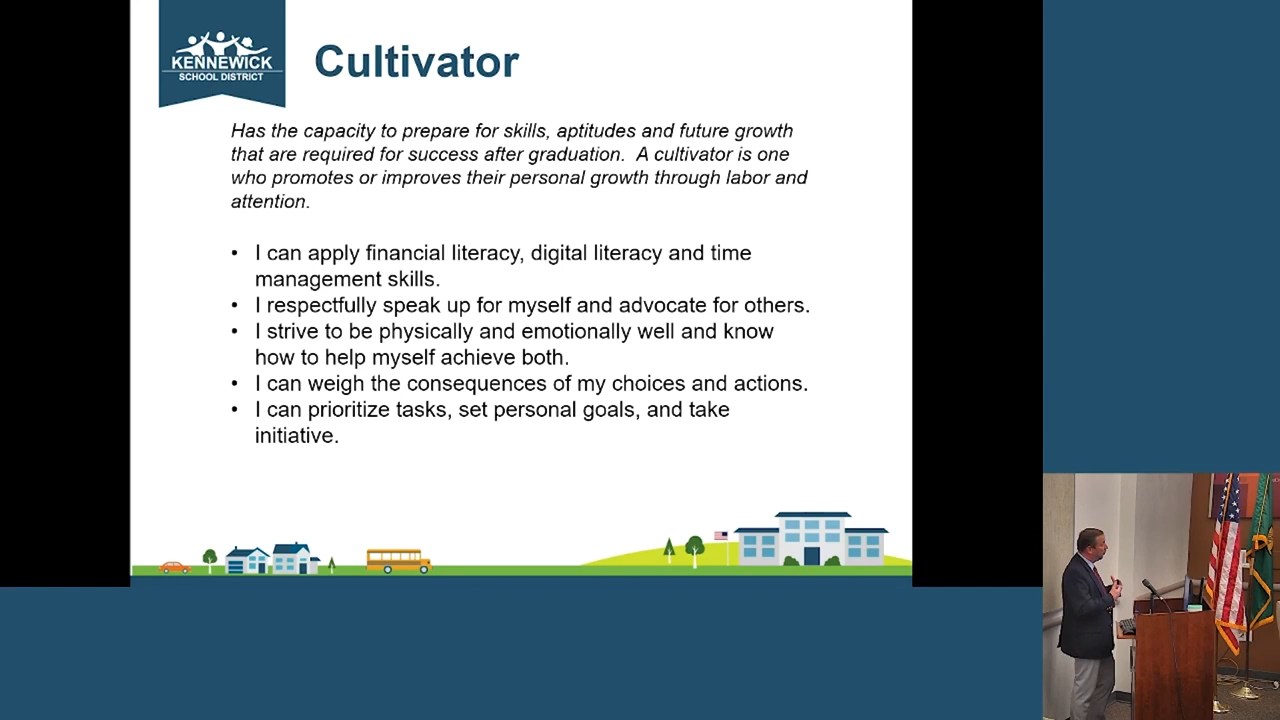 KENNEWICK
SCHOOL DISTRICT
Cultivator
Has the capacity to prepare for skills, aptitudes and future growth
that are required for success after graduation.  A cultivator is one
who promotes or improves their personal growth through labor and
attention.
• I can apply financial literacy, digital literacy and time
management skills.
• I respectfully speak up for myself and advocate for others.
• I strive to be physically and emotionally well and know
how to help myself achieve both.
• I can weigh the consequences of my choices and actions.
• I can prioritize tasks, set personal goals, and take
initiative.